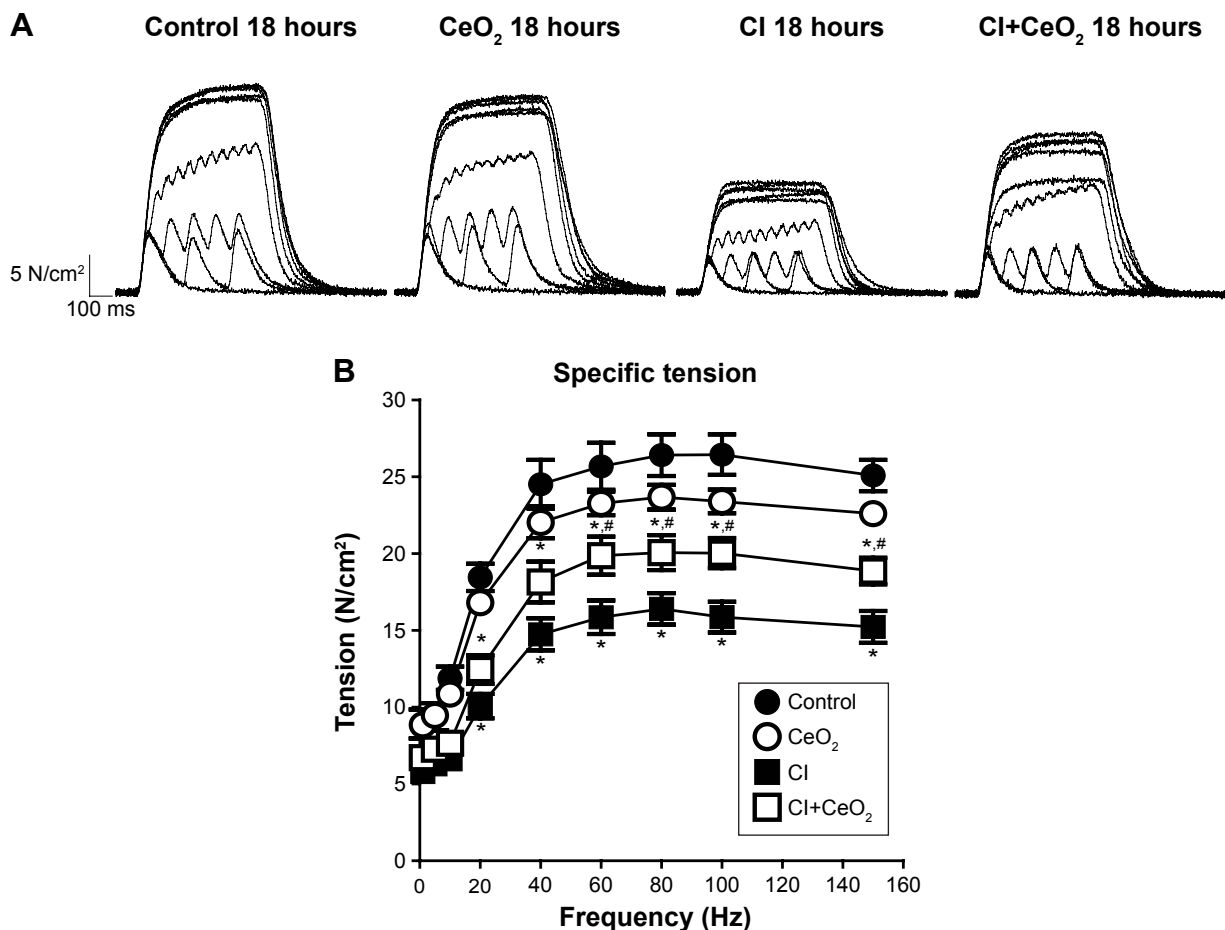 A
Control 18 hours
CeO₂ 18 hours
CI 18 hours
CI+CeO₂ 18 hours
5 N/cm²
100 ms
B
Specific tension
30
25
20
15
10
5
0
Tension (N/cm²)
*,#
*,#
*,#
*
*,#
*
*
*
*
*
*
*
Control
CeO₂
CI
CI+CeO₂
0
20
40
60
80
100
120
140
160
Frequency (Hz)